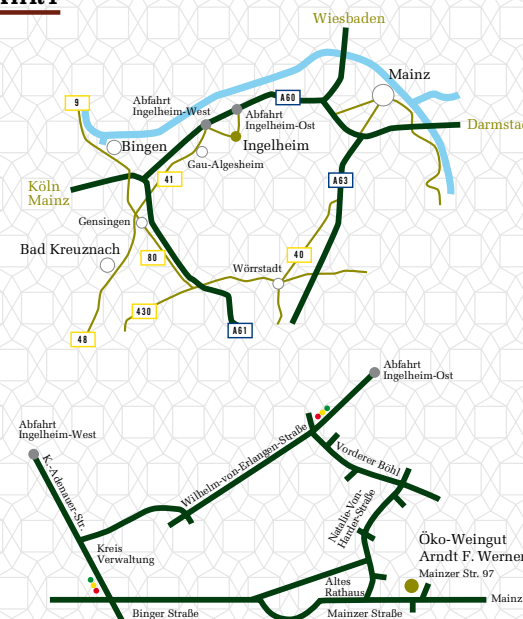 Wiesbaden
Mainz
9
A60
Abfahrt
Ingelheim-West
Abfahrt
Ingelheim-Ost
Darmstad
Bingen
Ingelheim
Gau-Algesheim
41
A63
Köln
Mainz
Gensingen
Bad Kreuznach
80
40
Wörrstadt
430
A61
48
Abfahrt
Ingelheim-Ost
Abfahrt
Ingelheim-West
Wilhelm-von-Erlangen-Straße
Vorderer Böhl
K.-Adenauer-Str.
Natalie-Von-
Harder-Straße
Kreis
Verwaltung
Öko-Weingut
Arndt F. Werner
Mainzer Str. 97
Altes
Rathaus
Mainz
Binger Straße
Mainzer Straße